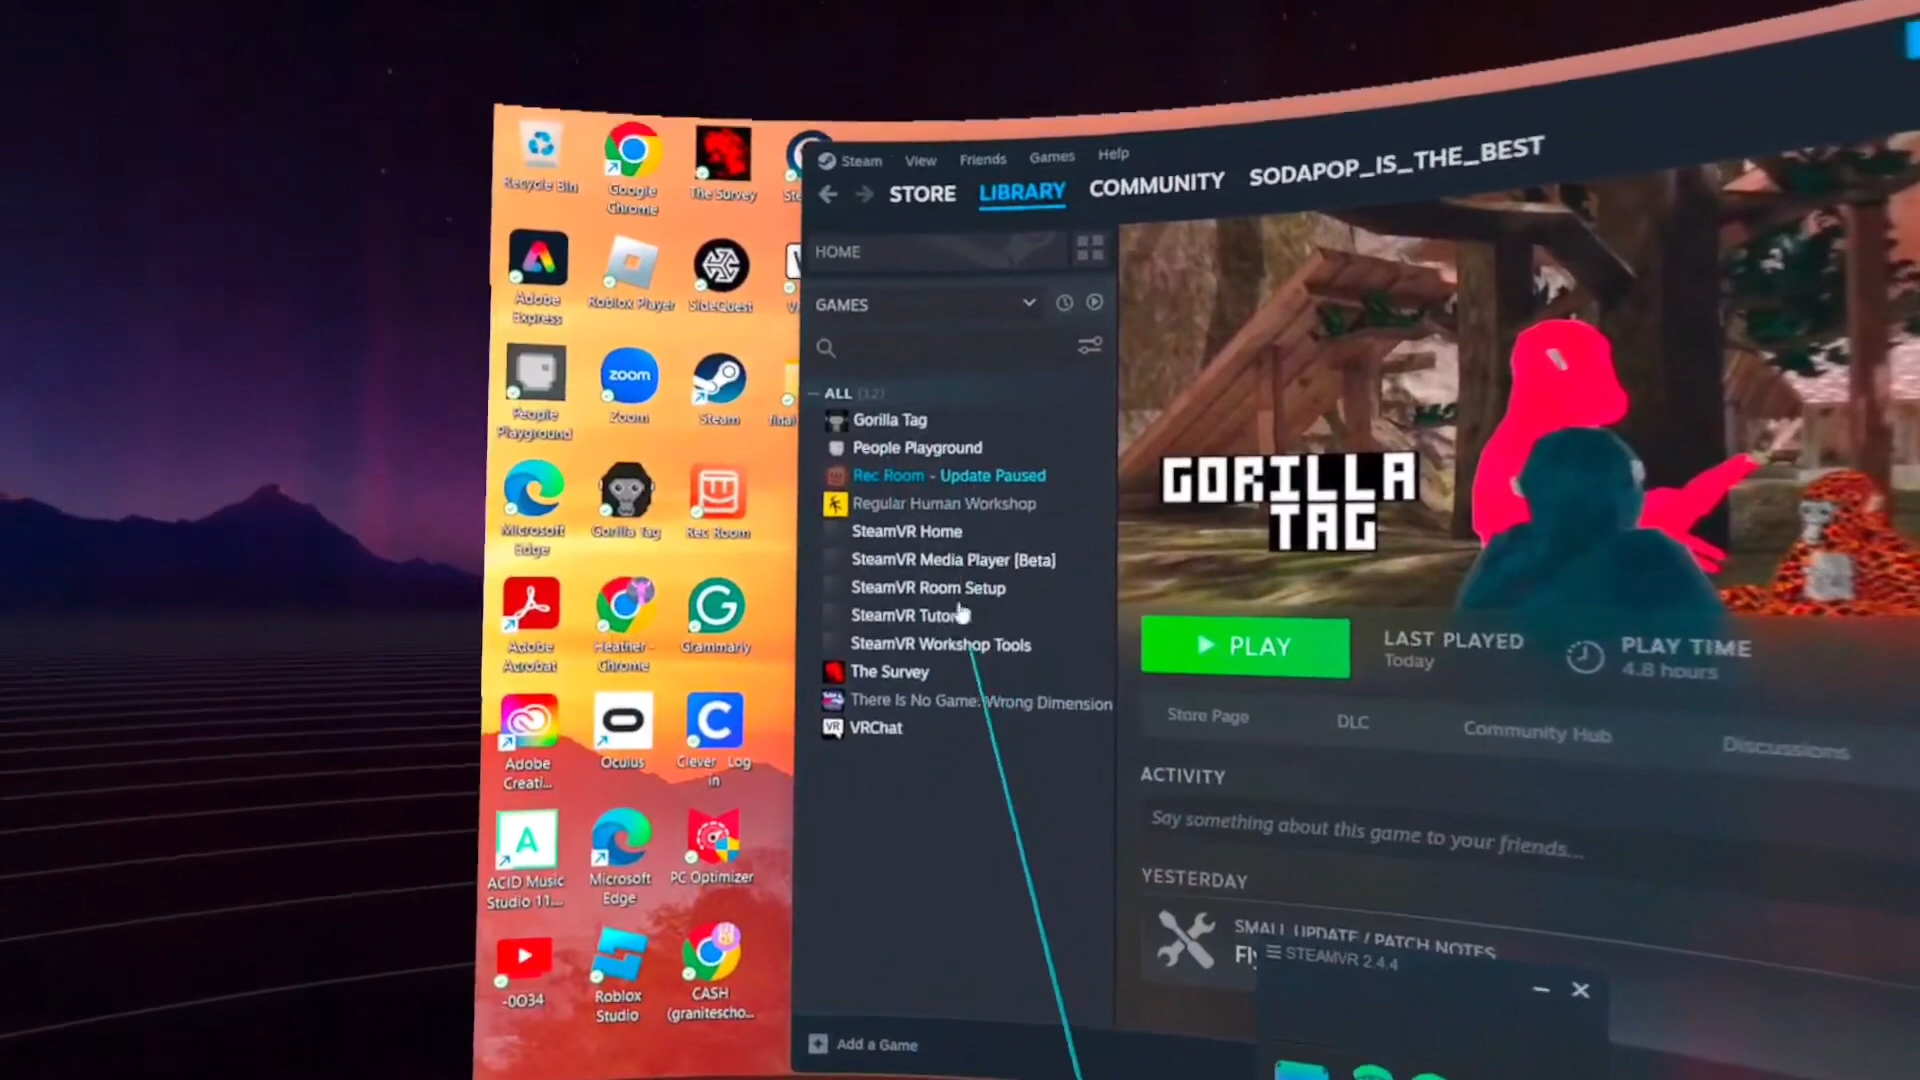 Recycle Bin
Google
Chrome
The Survey
Adobe
Express
Roblox Player
SideQuest
People
Playground
zoom
Zoom
Steam
Microsoft
Edge
Gorilla Tag
Rec Room
Adobe
Acrobat
Heather -
Chrome
Grammarly
Adobe
Creati...
Oculus
Clever _ Log
in
ACID Music
Studio 11....
Microsoft
Edge
PC Optimizer
-0O34
Roblox
Studio
CASH
(granitescho...
Steam View Friends Games Help
STORE LIBRARY COMMUNITY SODAPOP_IS_THE_BEST
HOME
GAMES
ALL (12)
Gorilla Tag
People Playground
Rec Room - Update Paused
Regular Human Workshop
SteamVR Home
SteamVR Media Player [Beta]
SteamVR Room Setup
SteamVR
SteamVR Workshop Tools
The Survey
There Is No Game: Wrong Dimension
VRChat
Add a Game
GORILLA
TAG
PLAY
LAST PLAYED
Today
PLAY TIME
4.8 hours
Store Page DLC Community Hub Discussions
ACTIVITY
Say something about this game to your friends...
YESTERDAY
SMALL UPDATE / PATCH NOTES
STEAMVR 2.4.4